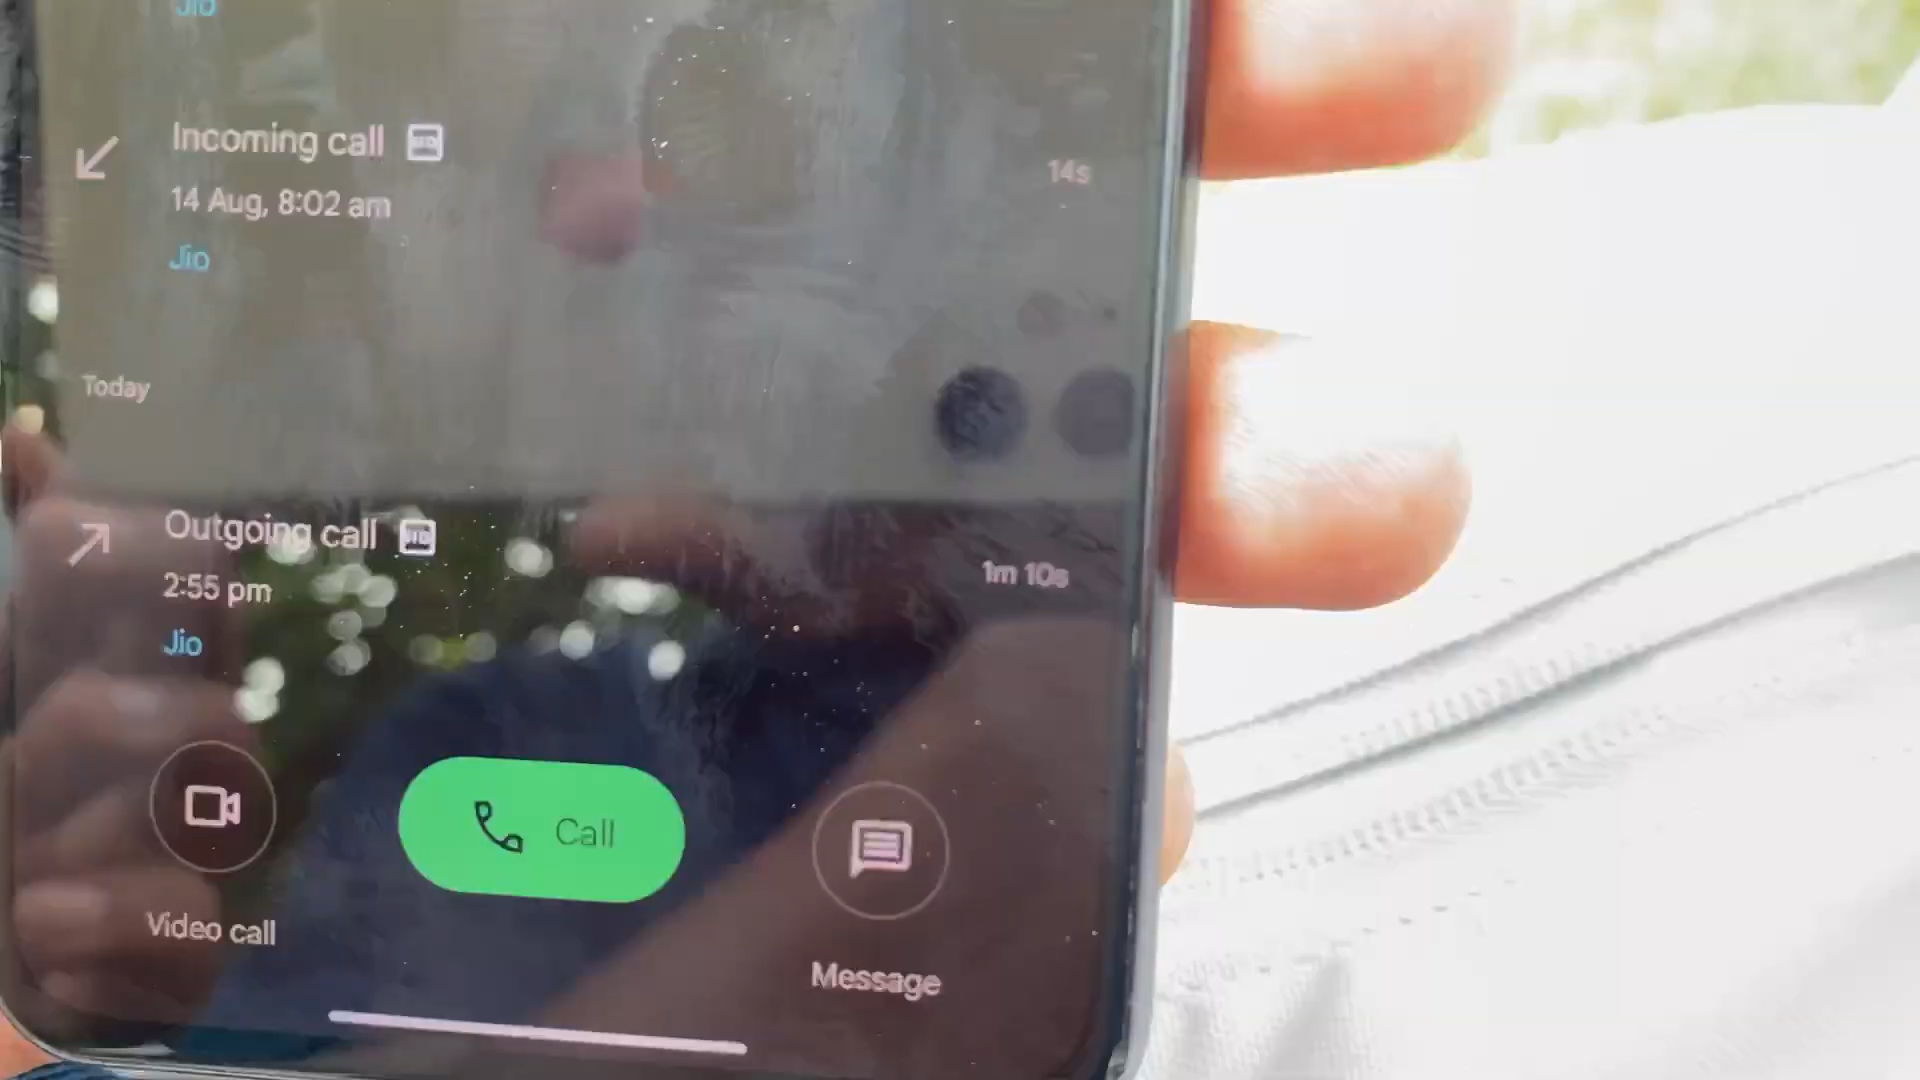 Jio
Incoming call
14 Aug, 8:02 am
14s
Jio
Today
Outgoing call
2:55 pm
1m 10s
Jio
Call
Video call
Message